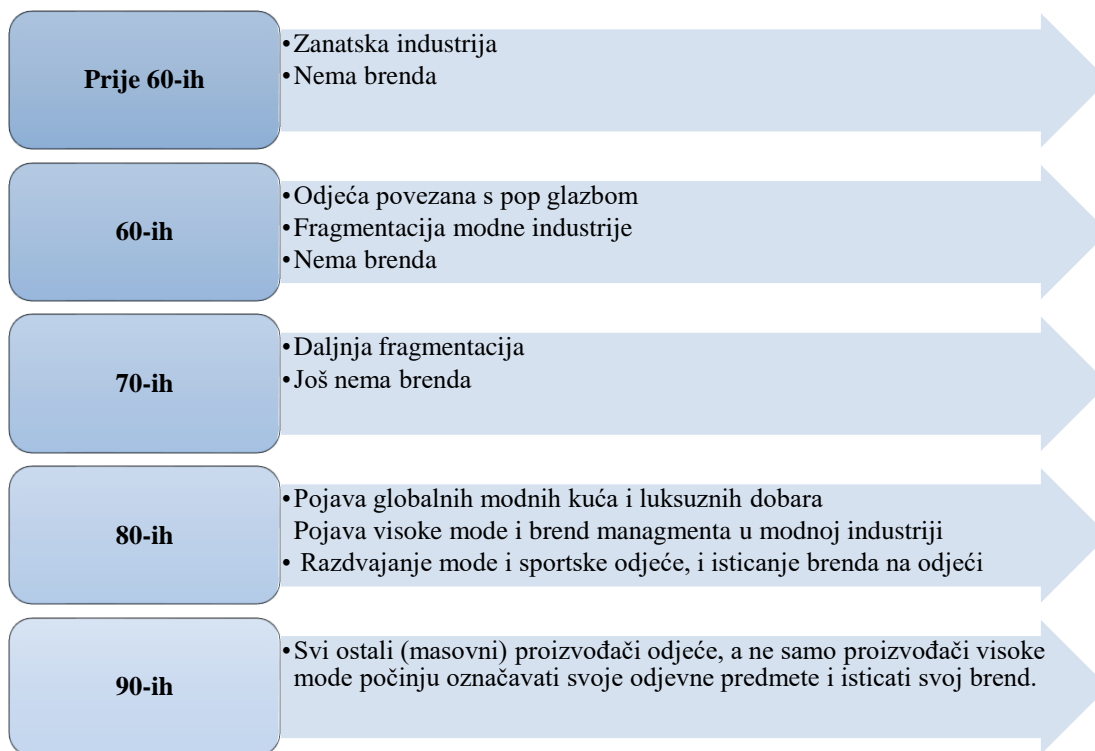 Prije 60-ih
•Zanatska industrija
•Nema brenda
60-ih
•Odjeća povezana s pop glazbom
•Fragmentacija modne industrije
•Nema brenda
70-ih
•Daljnja fragmentacija
•Još nema brenda
80-ih
•Pojava globalnih modnih kuća i luksuznih dobara
Pojava visoke mode i brend managmenta u modnoj industriji
• Razdvajanje mode i sportske odjeće, i isticanje brenda na odjeći
90-ih
•Svi ostali (masovni) proizvođači odjeće, a ne samo proizvođači visoke
mode počinju označavati svoje odjevne predmete i isticati svoj brend.